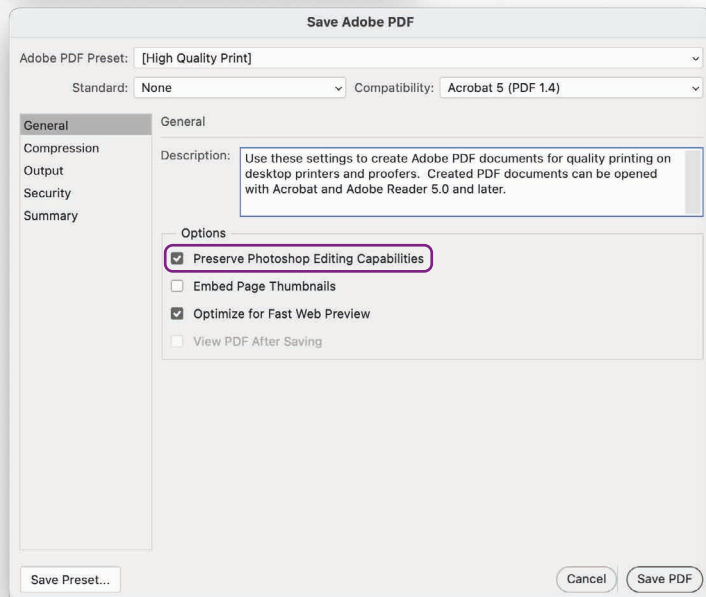 Save Adobe PDF
Adobe PDF Preset: [High Quality Print]
Standard: None Compatibility: Acrobat 5 (PDF 1.4)
General
Compression
Output
Security
Summary
General
Description: Use these settings to create Adobe PDF documents for quality printing on
desktop printers and proofers. Created PDF documents can be opened
with Acrobat and Adobe Reader 5.0 and later.
Options
Preserve Photoshop Editing Capabilities
Embed Page Thumbnails
Optimize for Fast Web Preview
View PDF After Saving
Save Preset... Cancel Save PDF